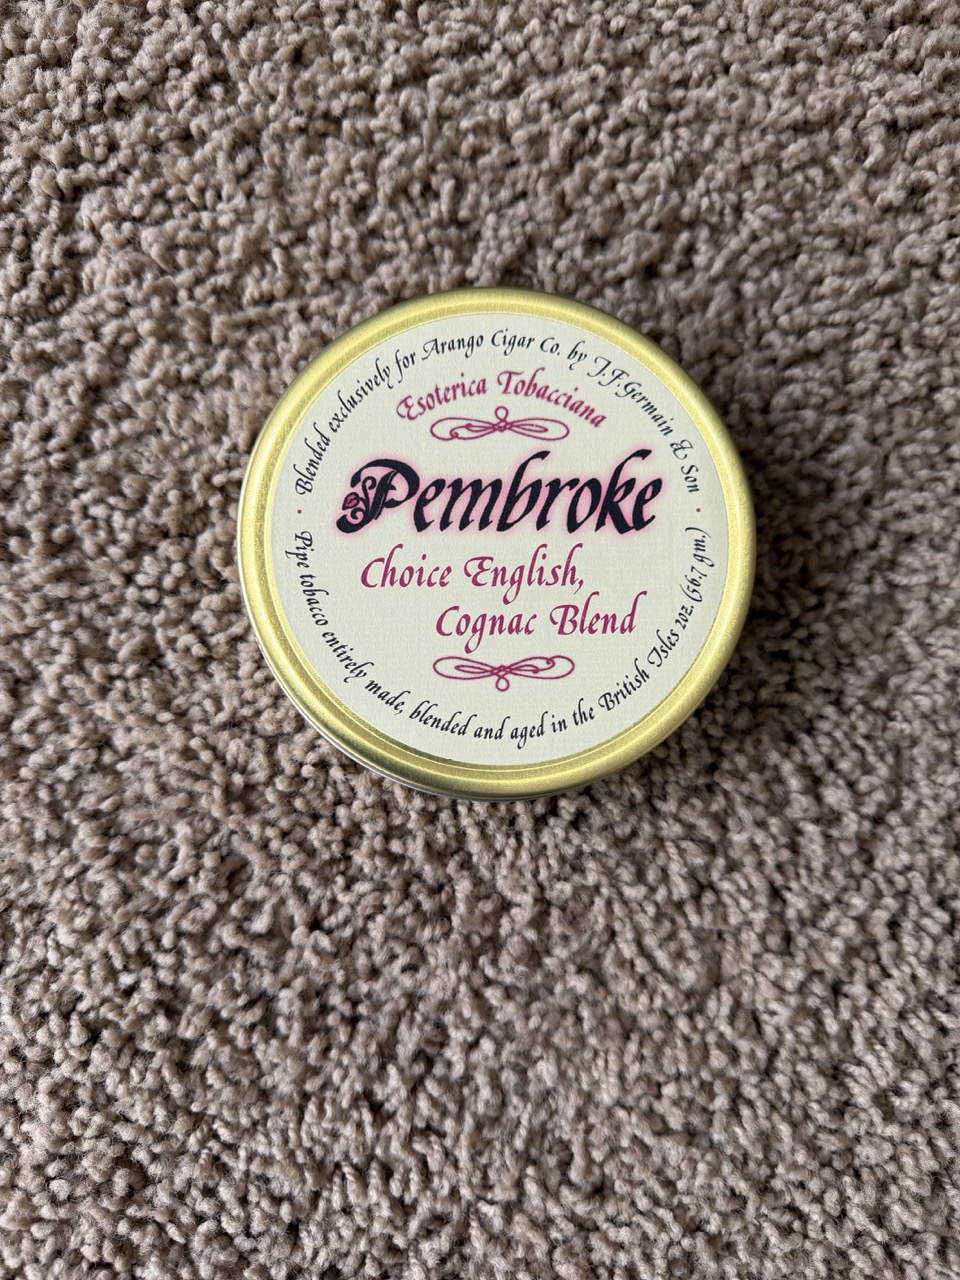 Blended exclusively for Arango Cigar Co. by J.F.Germain & Son
Esoterica Tobacciana
Pembroke
Choice English,
Cognac Blend
Pipe tobacco entirely made, blended and aged in the British Isles 2oz.(56.7 gm.)